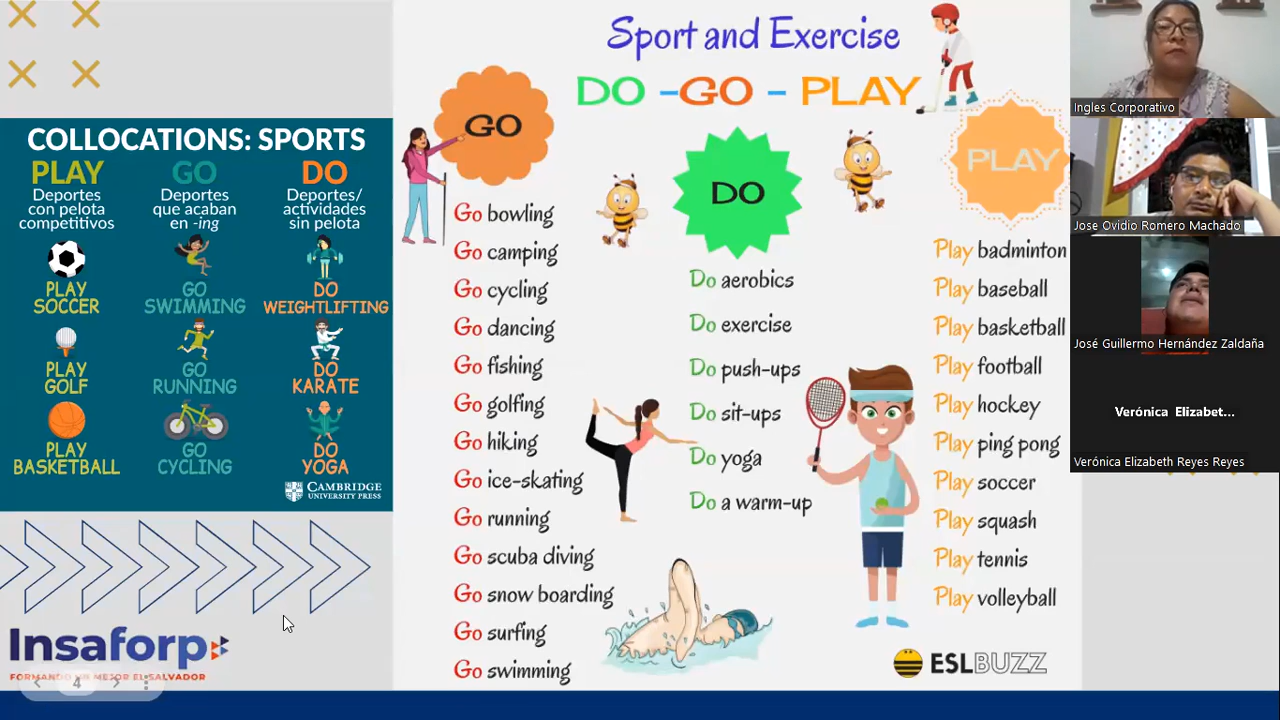 COLLOCATIONS: SPORTS
PLAY
Deportes
con pelota
competitivos
GO
Deportes
que acaban
en -ing
DO
Deportes/
actividades
sin pelota
PLAY
SOCCER
GO
SWIMMING
DO
WEIGHTLIFTING
PLAY
GOLF
GO
RUNNING
DO
KARATE
PLAY
BASKETBALL
GO
CYCLING
DO
YOGA
CAMBRIDGE
UNIVERSITY PRESS
Insaforp
4
Sport and Exercise
DO - GO - PLAY
GO
Go bowling
Go camping
Go cycling
Go dancing
Go fishing
Go golfing
Go hiking
Go ice-skating
Go running
Go scuba diving
Go snow boarding
Go surfing
Go swimming
DO
Do aerobics
Do exercise
Do push-ups
Do sit-ups
Do yoga
Do a warm-up
PLAY
Play badminton
Play baseball
Play basketball
Play football
Play hockey
Play ping pong
Play soccer
Play squash
Play tennis
Play volleyball
ESLBUZZ
Ingles Corporativo
Jose Ovidio Romero Machado
José Guillermo Hernández Zaldaña
Verónica Elizabet...
Verónica Elizabeth Reyes Reyes